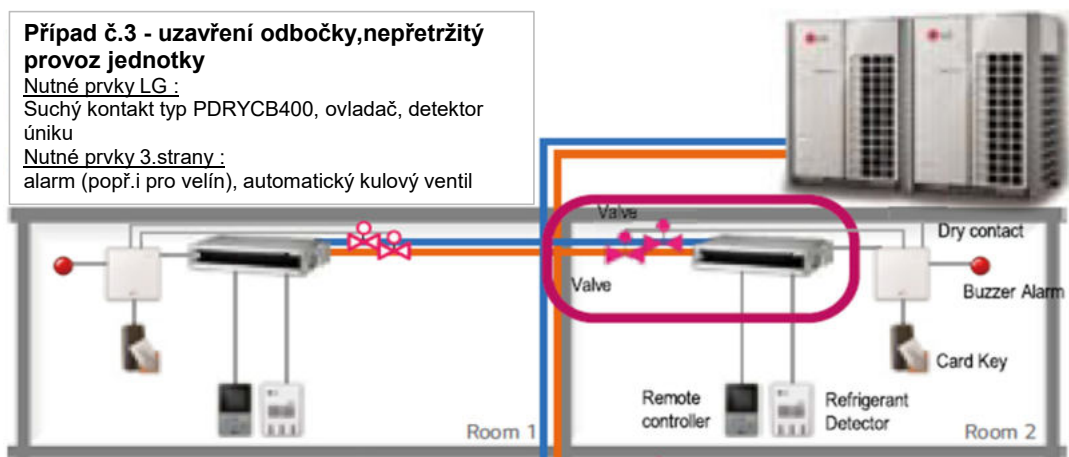 Případ č.3 - uzavření odbočky,nepřetržitý
provoz jednotky
Nutné prvky LG :
Suchý kontakt typ PDRYCB400, ovladač, detektor
úniku
Nutné prvky 3.strany :
alarm (popř.i pro velín), automatický kulový ventil
Valve
Dry contact
Valve
Buzzer Alarm
Card Key
Remote
controller
Refrigerant
Detector
Room 1
Room 2